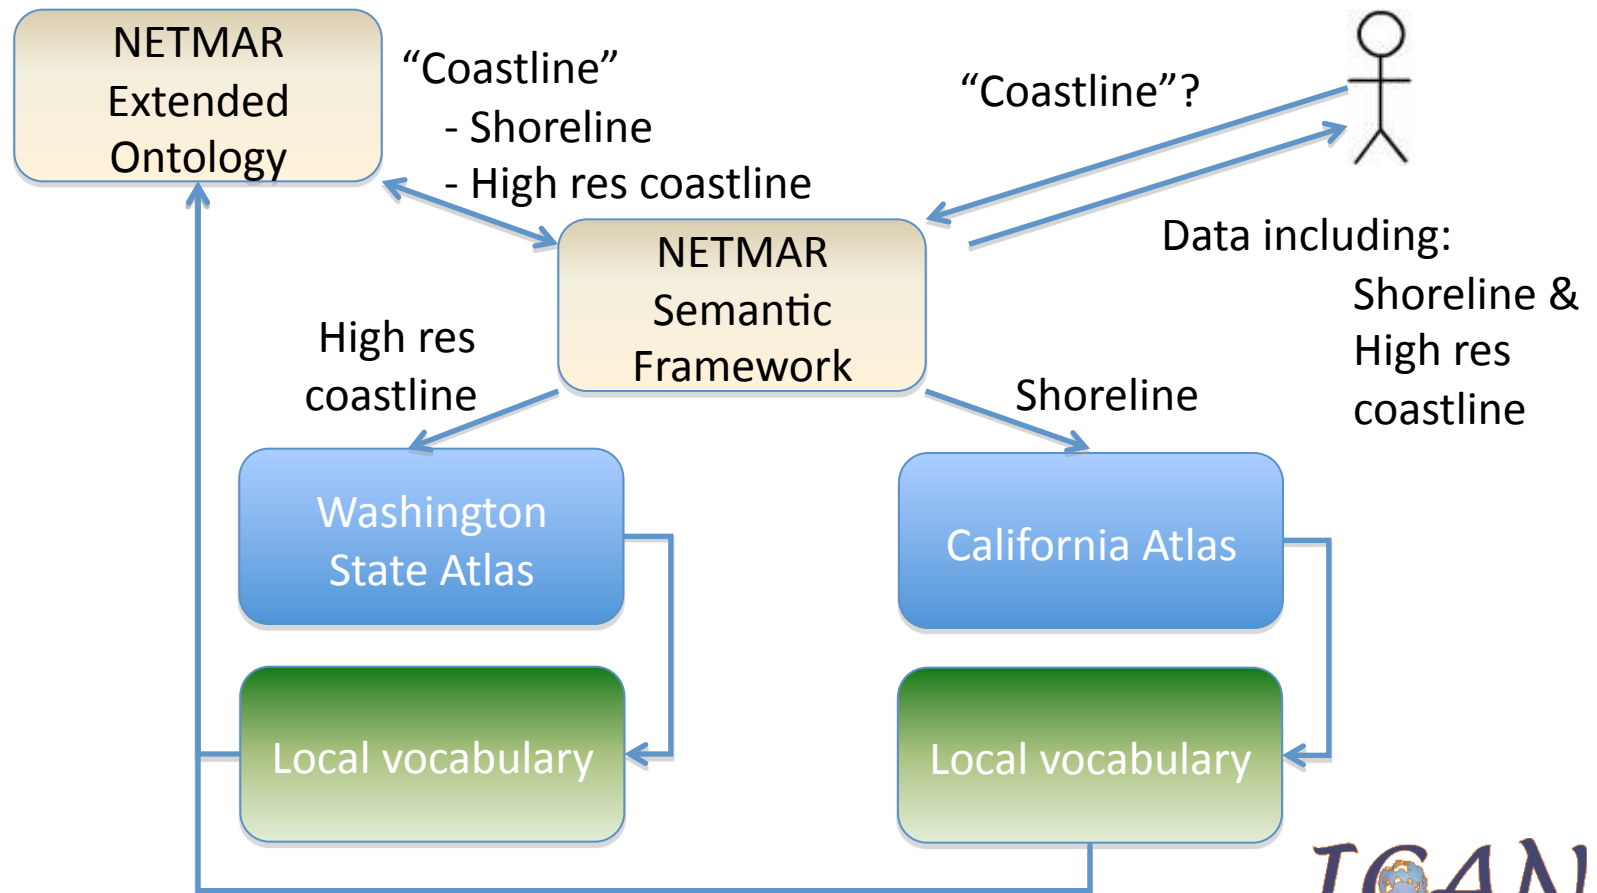 NETMAR
Extended
Ontology
“Coastline”
- Shoreline
- High res coastline
“Coastline”?
NETMAR
Semantic
Framework
Data including:
Shoreline &
High res
coastline
High res
coastline
Shoreline
Washington
State Atlas
California Atlas
Local vocabulary
Local vocabulary
ICAN